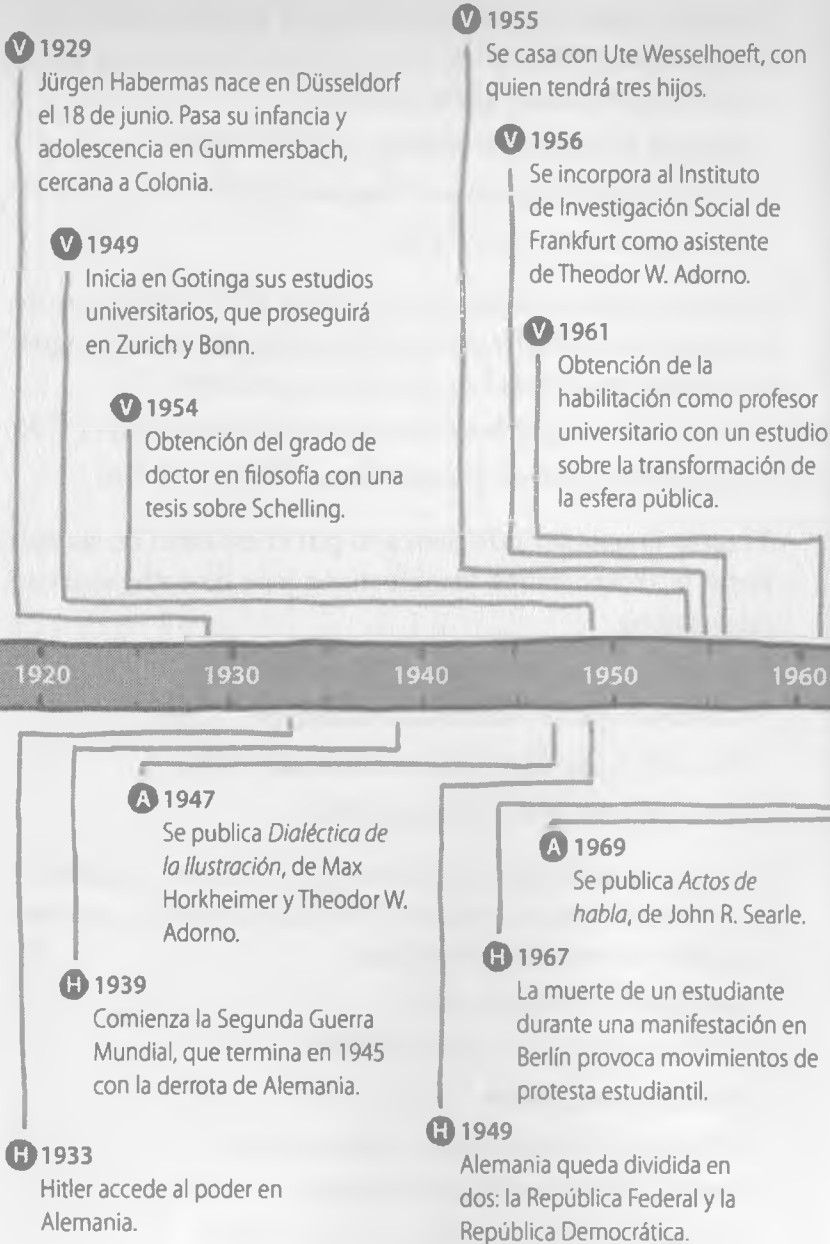 V 1929
Jürgen Habermas nace en Düsseldorf
el 18 de junio. Pasa su infancia y
adolescencia en Gummersbach,
cercana a Colonia.
V 1949
Inicia en Gotinga sus estudios
universitarios, que proseguirá
en Zurich y Bonn.
V 1954
Obtención del grado de
doctor en filosofía con una
tesis sobre Schelling.
V 1955
Se casa con Ute Wesselhoeft, con
quien tendrá tres hijos.
V 1956
Se incorpora al Instituto
de Investigación Social de
Frankfurt como asistente
de Theodor W. Adorno.
V 1961
Obtención de la
habilitación como profesor
universitario con un estudio
sobre la transformación de
la esfera pública.
1920 1930 1940 1950 1960
A 1947
Se publica Dialéctica de
la Ilustración, de Max
Horkheimer y Theodor W.
Adorno.
H 1939
Comienza la Segunda Guerra
Mundial, que termina en 1945
con la derrota de Alemania.
H 1933
Hitler accede al poder en
Alemania.
A 1969
Se publica Actos de
habla, de John R. Searle.
H 1967
La muerte de un estudiante
durante una manifestación en
Berlín provoca movimientos de
protesta estudiantil.
H 1949
Alemania queda dividida en
dos: la República Federal y la
República Democrática.